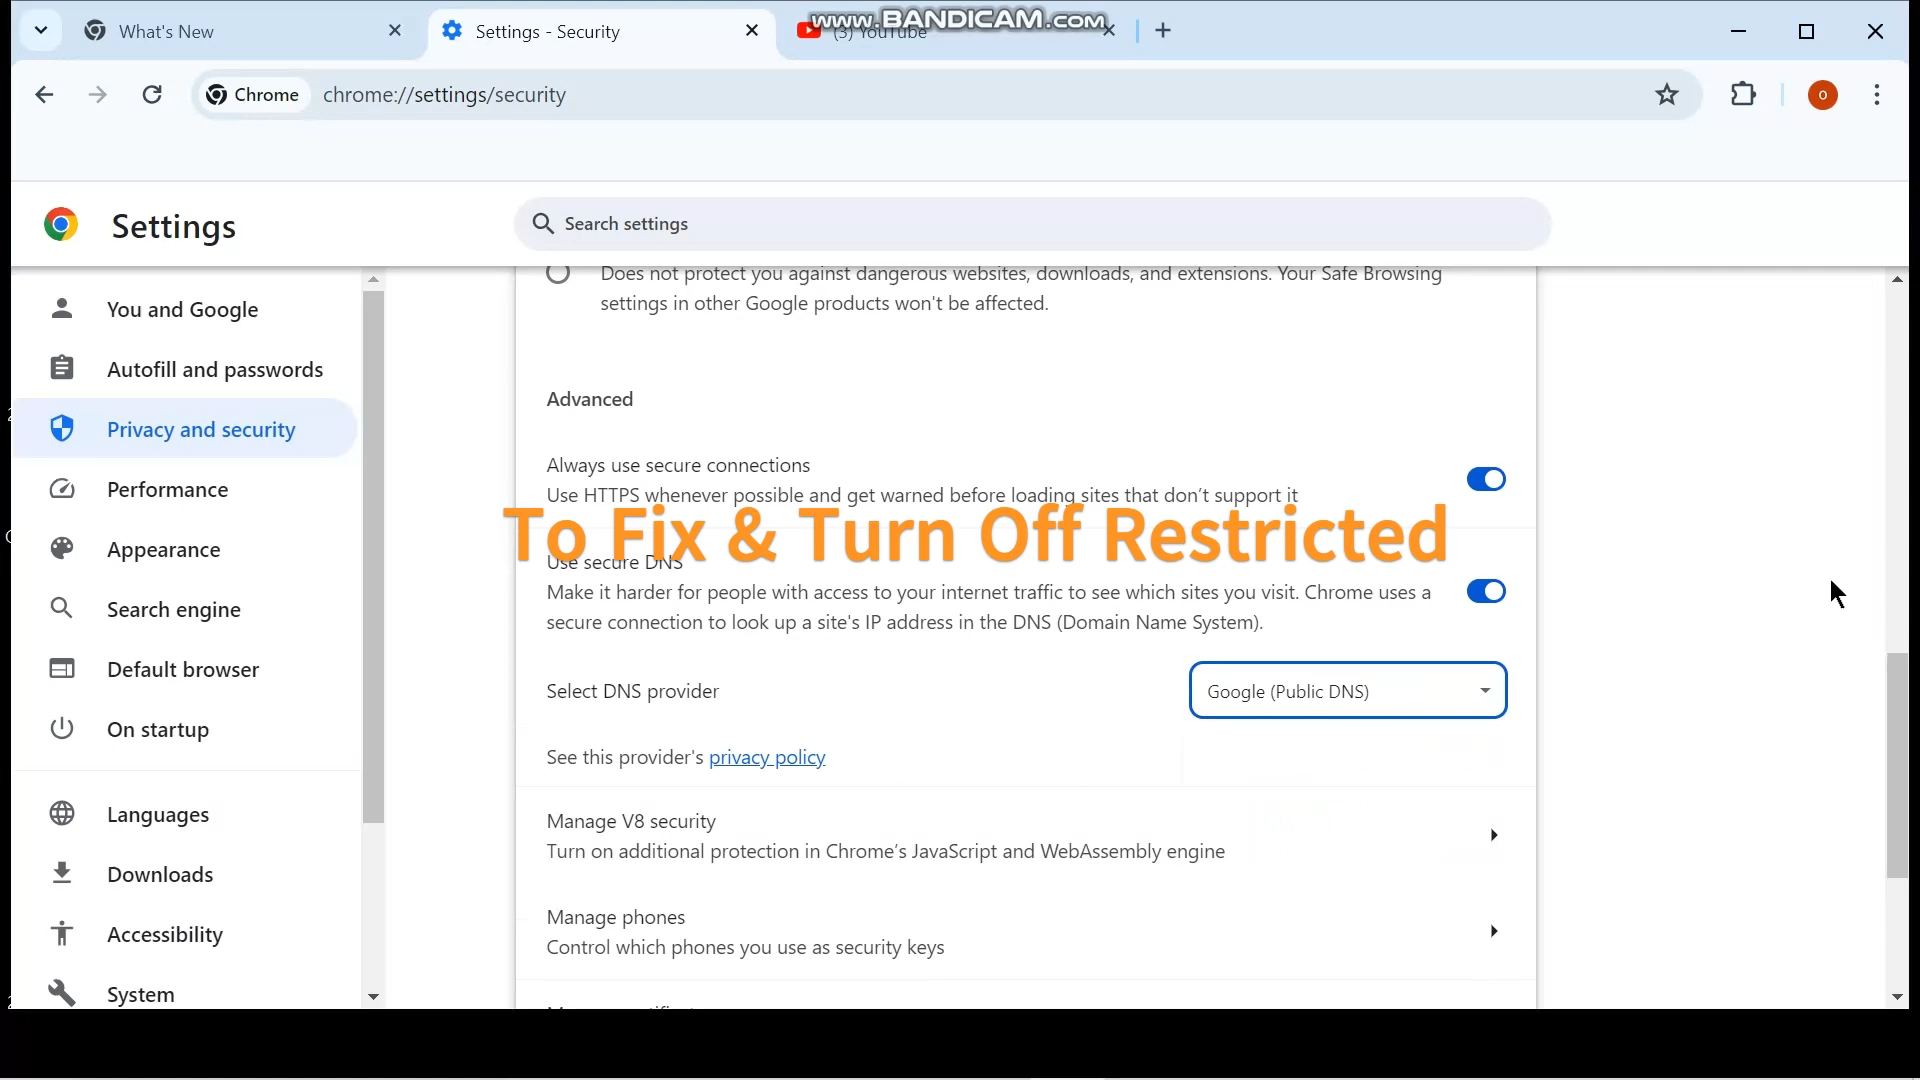 What's New
Settings - Security
www.BANDICAM.com
(3) YouTube
Chrome
chrome://settings/security
o
Settings
Search settings
You and Google
Autofill and passwords
Privacy and security
Performance
Appearance
Search engine
Default browser
On startup
Languages
Downloads
Accessibility
System
Does not protect you against dangerous websites, downloads, and extensions. Your Safe Browsing
settings in other Google products won't be affected.
Advanced
Always use secure connections
Use HTTPS whenever possible and get warned before loading sites that don’t support it
To Fix & Turn Off Restricted
Use secure DNS
Make it harder for people with access to your internet traffic to see which sites you visit. Chrome uses a
secure connection to look up a site's IP address in the DNS (Domain Name System).
Select DNS provider
Google (Public DNS)
See this provider's privacy policy
Manage V8 security
Turn on additional protection in Chrome’s JavaScript and WebAssembly engine
Manage phones
Control which phones you use as security keys